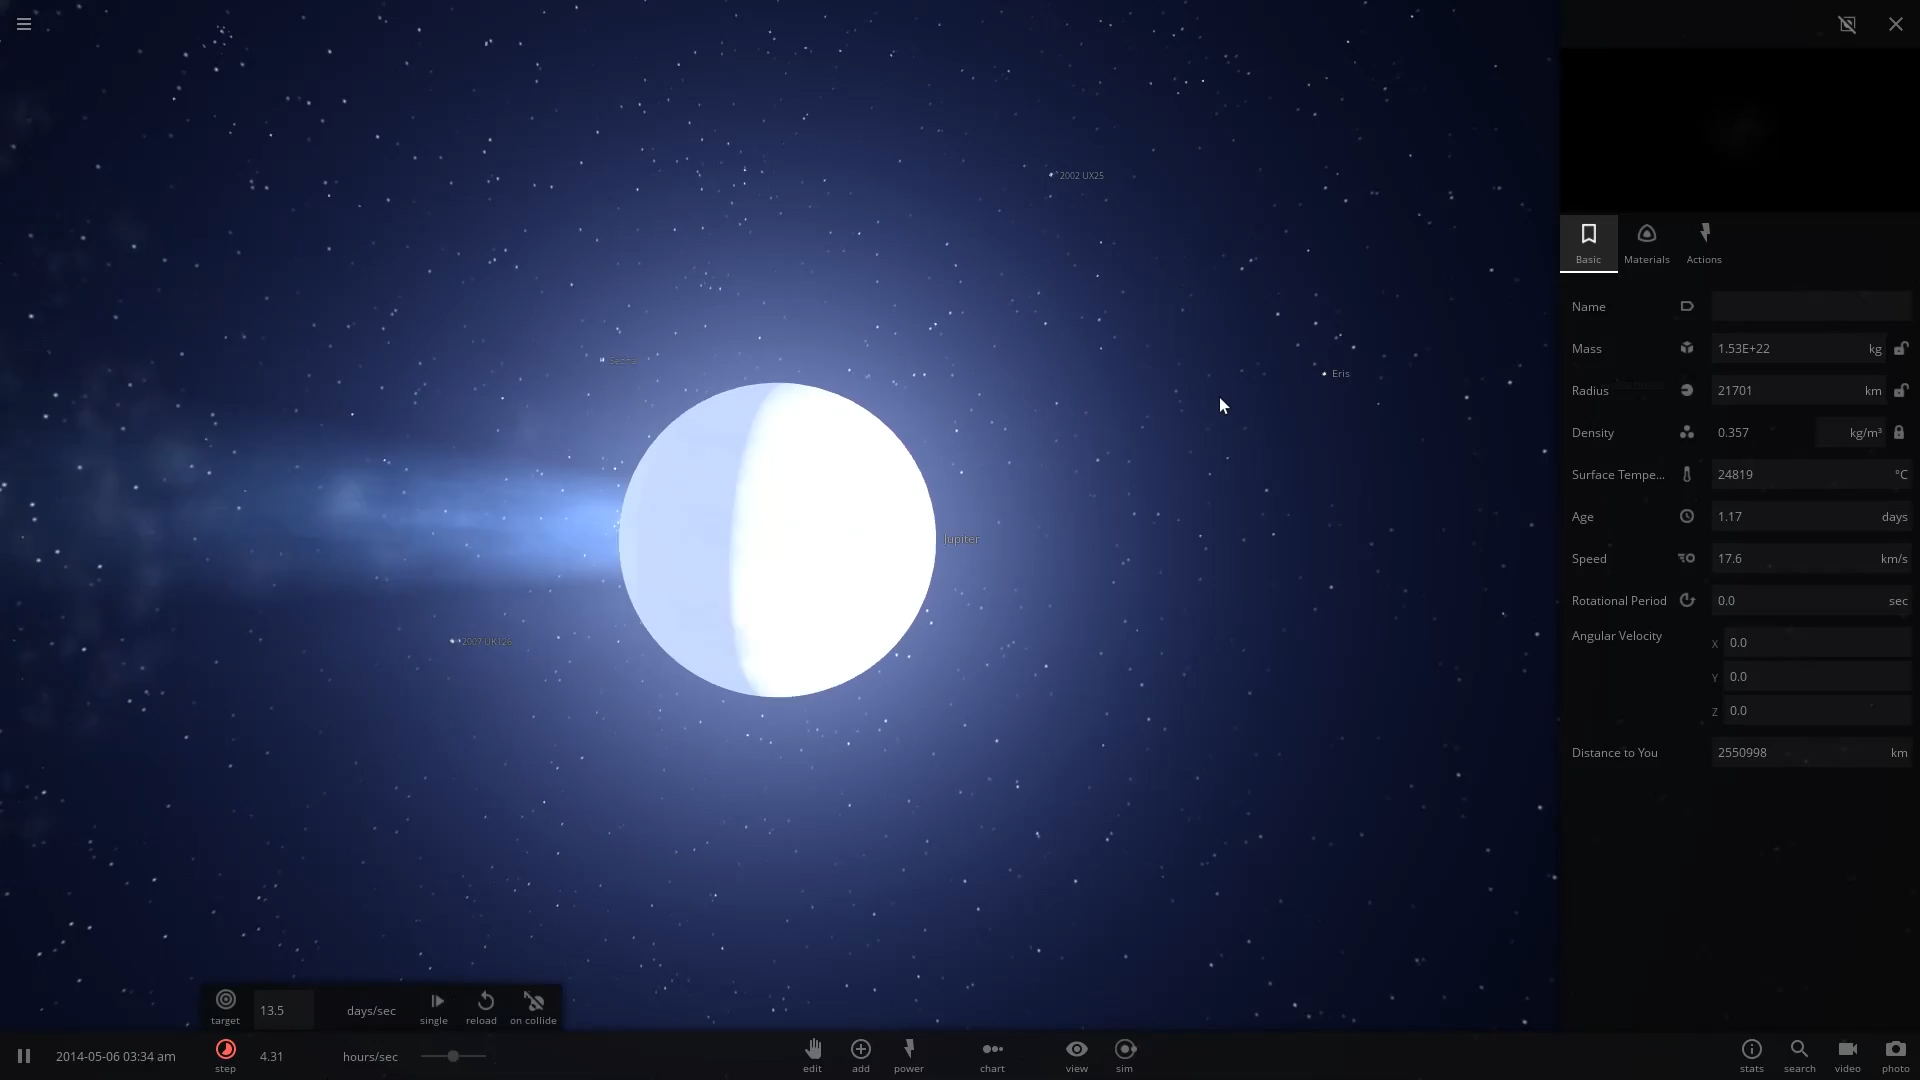 2002 UX25
Sedna
Eris
Jupiter
2007 UK126
Basic
Materials
Actions
Name
Mass 1.53E+22 kg
Radius 21701 km
Density 0.357 kg/m³
Surface Tempe... 24819 °C
Age 1.17 days
Speed 17.6 km/s
Rotational Period 0.0 sec
Angular Velocity X 0.0
Y 0.0
Z 0.0
Distance to You 2550998 km
target 13.5 days/sec single reload on collide
2014-05-06 03:34 am step 4.31 hours/sec edit add power chart view sim stats search video photo